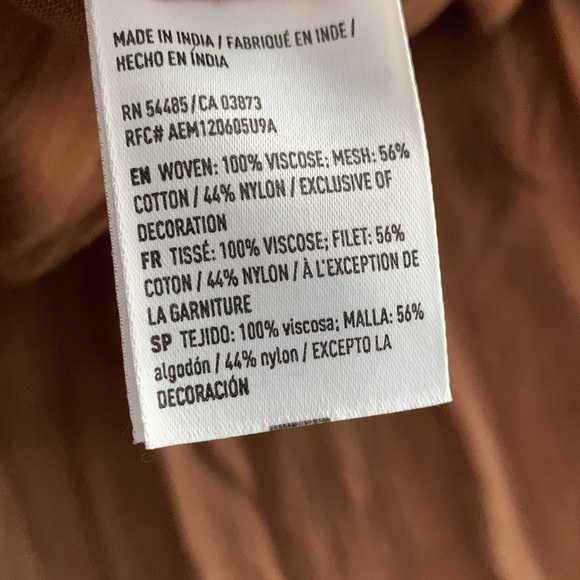 MADE IN INDIA / FABRIQUÉ EN INDE /
HECHO EN ÍNDIA
RN 54485 / CA 03873
RFC# AEM120605U9A
EN WOVEN: 100% VISCOSE; MESH: 56%
COTTON / 44% NYLON / EXCLUSIVE OF
DECORATION
FR TISSÉ: 100% VISCOSE; FILET: 56%
COTON / 44% NYLON / À L'EXCEPTION DE
LA GARNITURE
SP TEJIDO: 100% viscosa; MALLA: 56%
algodón / 44% nylon / EXCEPTO LA
DECORACIÓN